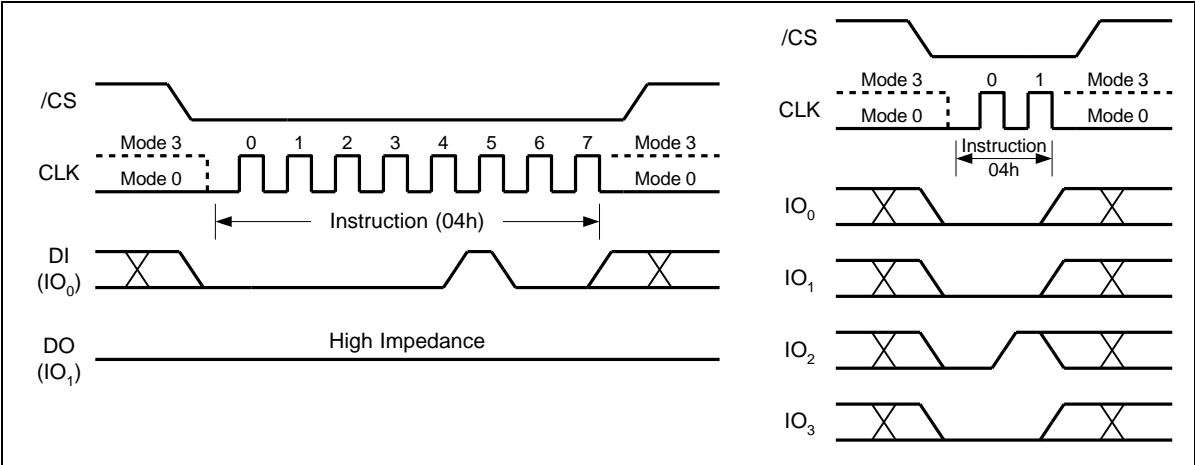 /CS
Mode 3
0 1 2 3 4 5 6 7
Mode 3
CLK
Mode 0
Mode 0
Instruction (04h)
DI
(IO0)
High Impedance
DO
(IO1)
/CS
Mode 3
0 1
Mode 3
CLK
Mode 0
Mode 0
Instruction
04h
IO0
IO1
IO2
IO3